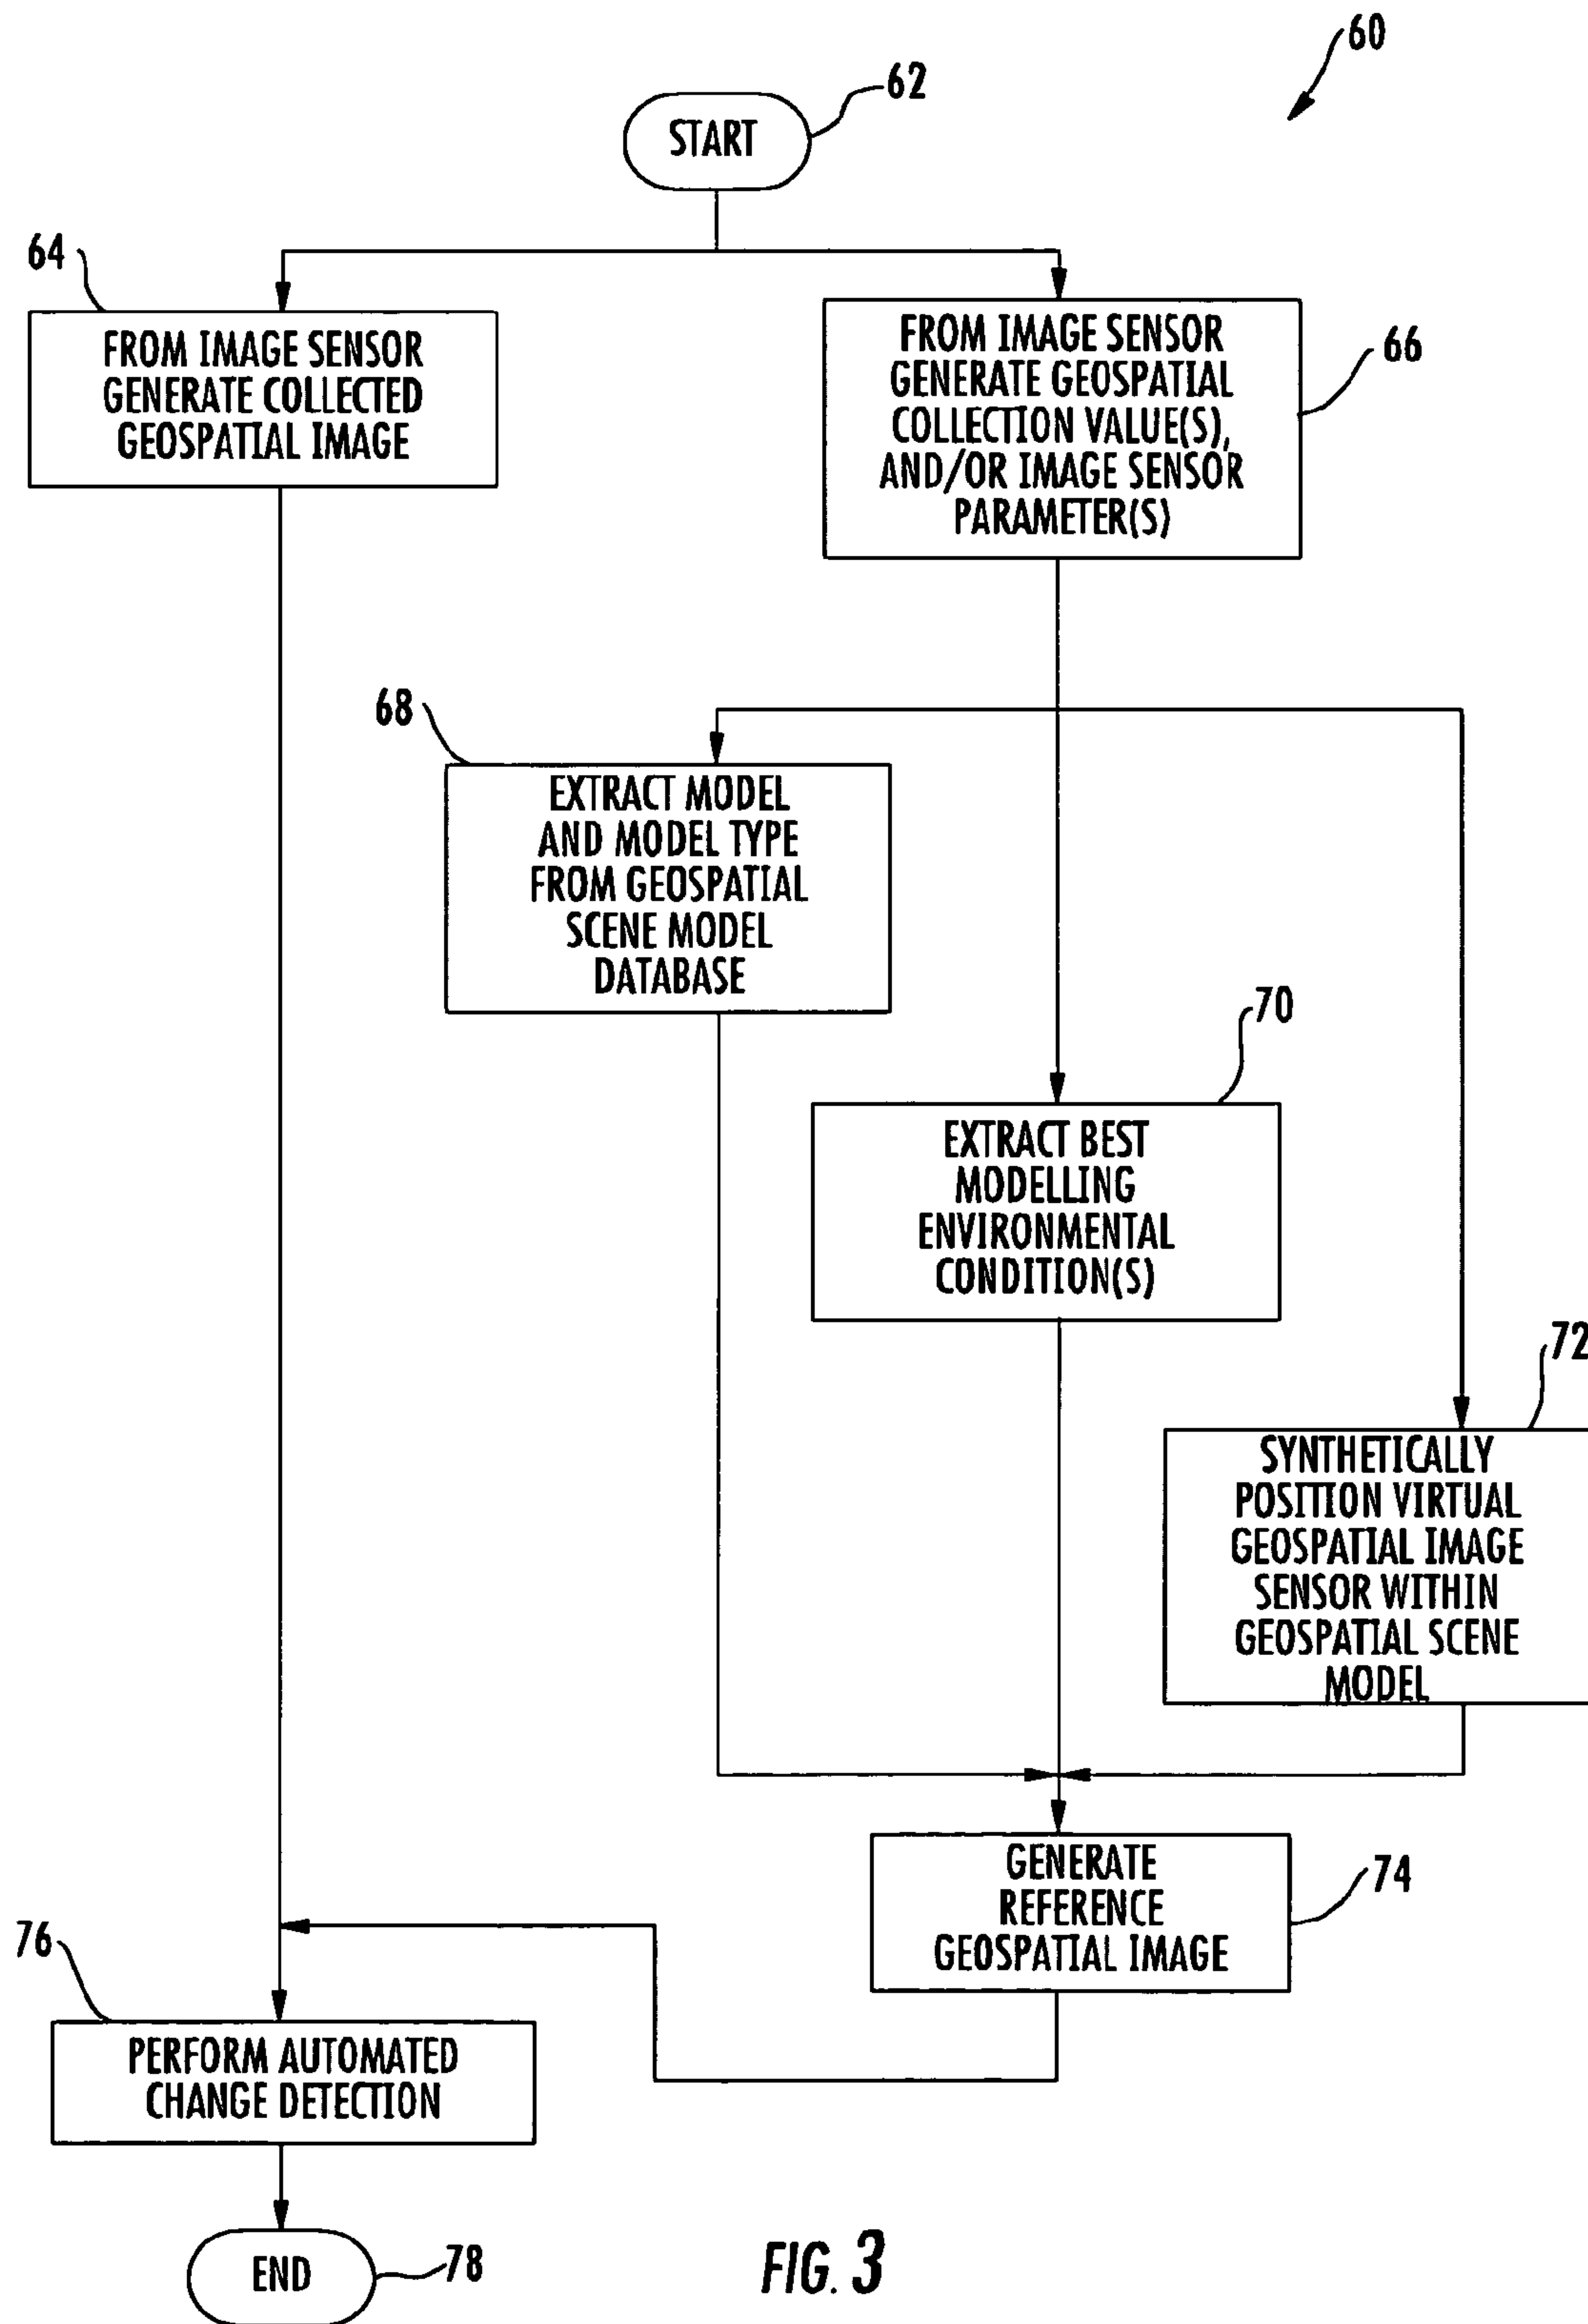 60
62
START
64
FROM IMAGE SENSOR
GENERATE COLLECTED
GEOSPATIAL IMAGE
FROM IMAGE SENSOR
GENERATE GEOSPATIAL
COLLECTION VALUE(S),
AND/OR IMAGE SENSOR
PARAMETER(S)
66
68
EXTRACT MODEL
AND MODEL TYPE
FROM GEOSPATIAL
SCENE MODEL
DATABASE
70
EXTRACT BEST
MODELLING
ENVIRONMENTAL
CONDITION(S)
72
SYNTHETICALLY
POSITION VIRTUAL
GEOSPATIAL IMAGE
SENSOR WITHIN
GEOSPATIAL SCENE
MODEL
GENERATE
REFERENCE
GEOSPATIAL IMAGE
74
76
PERFORM AUTOMATED
CHANGE DETECTION
END
78
FIG. 3